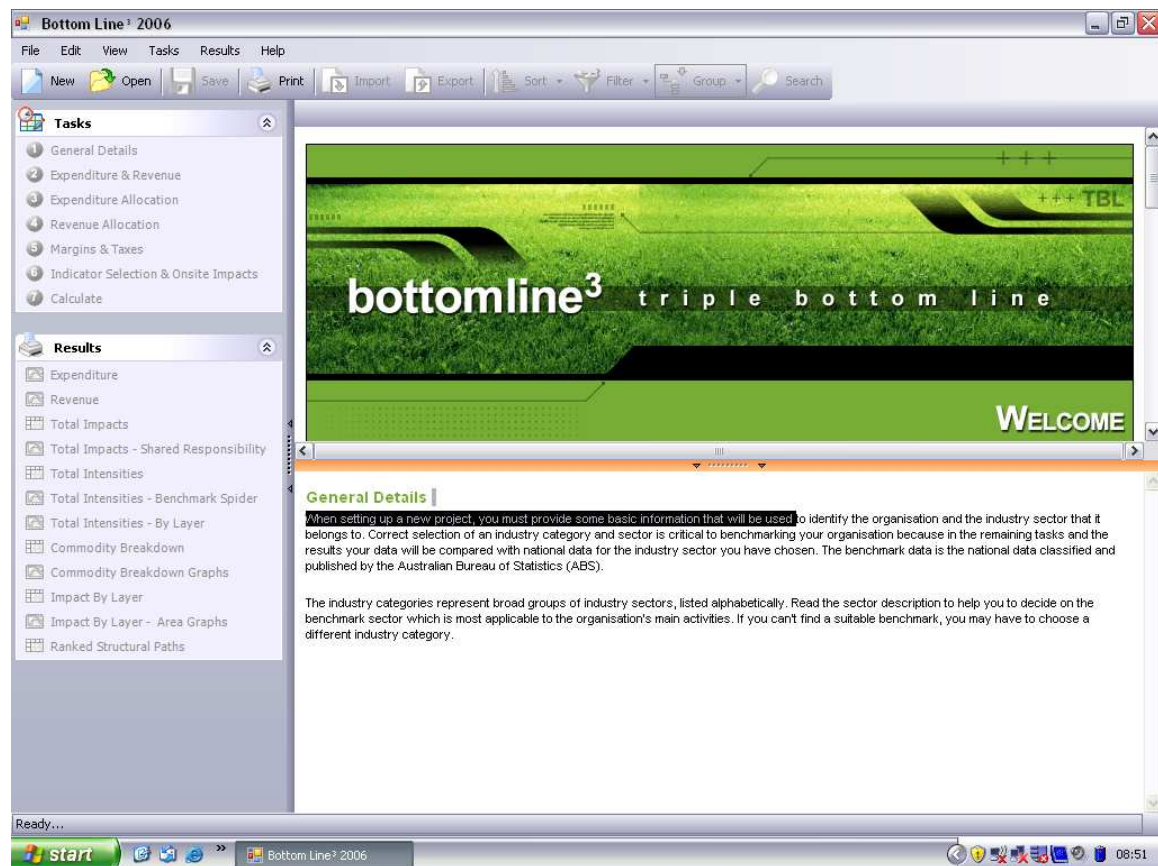 Bottom Line³ 2006
File Edit View Tasks Results Help
New Open Save Print Import Export Sort Filter Group Search
Tasks
1 General Details
2 Expenditure & Revenue
3 Expenditure Allocation
4 Revenue Allocation
5 Margins & Taxes
6 Indicator Selection & Onsite Impacts
7 Calculate
Results
Expenditure
Revenue
Total Impacts
Total Impacts - Shared Responsibility
Total Intensities
Total Intensities - Benchmark Spider
Total Intensities - By Layer
Commodity Breakdown
Commodity Breakdown Graphs
Impact By Layer
Impact By Layer - Area Graphs
Ranked Structural Paths
+ + +
+++ TBL
bottomline³ triple bottom line
WELCOME
General Details
When setting up a new project, you must provide some basic information that will be used to identify the organisation and the industry sector that it
belongs to. Correct selection of an industry category and sector is critical to benchmarking your organisation because in the remaining tasks and the
results your data will be compared with national data for the industry sector you have chosen. The benchmark data is the national data classified and
published by the Australian Bureau of Statistics (ABS).
The industry categories represent broad groups of industry sectors, listed alphabetically. Read the sector description to help you to decide on the
benchmark sector which is most applicable to the organisation's main activities. If you can't find a suitable benchmark, you may have to choose a
different industry category.
Ready...
start » Bottom Line³ 2006 08:51